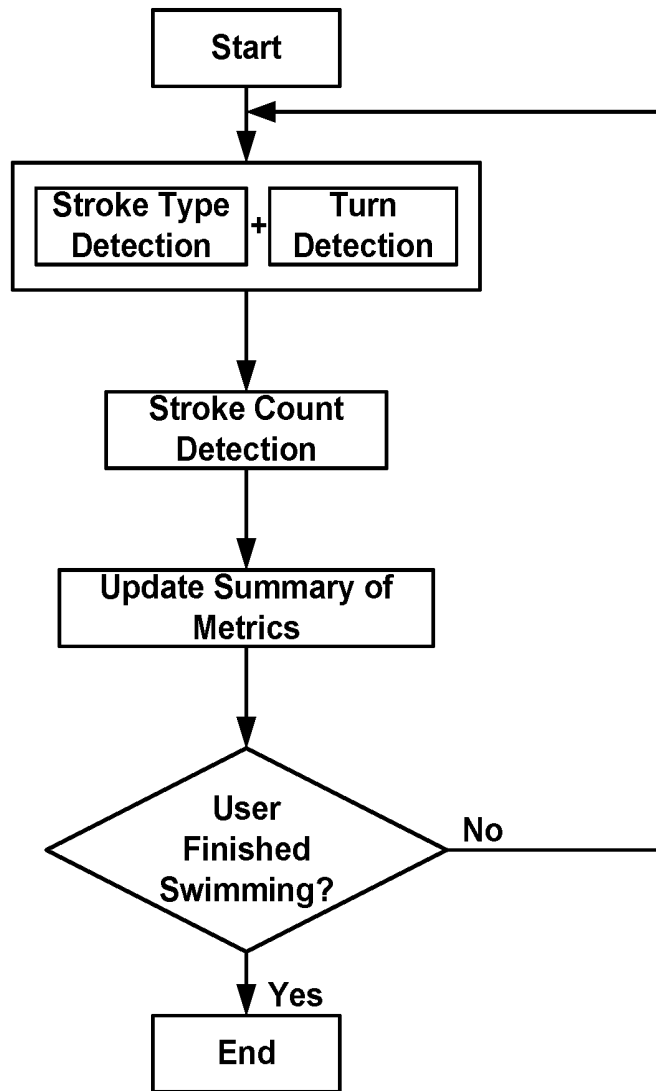 Start
Stroke Type
Detection
+
Turn
Detection
Stroke Count
Detection
Update Summary of
Metrics
User
Finished
Swimming?
No
Yes
End